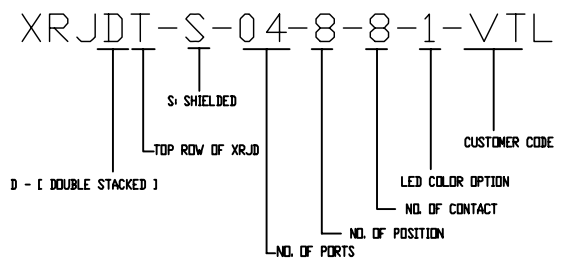 XRJDT-S-04-8-8-1-VTL
S: SHIELDED
CUSTOMER CODE
TOP ROW OF XRJD
D - [ DOUBLE STACKED ]
LED COLOR OPTION
NO. OF CONTACT
NO. OF POSITION
NO. OF PORTS